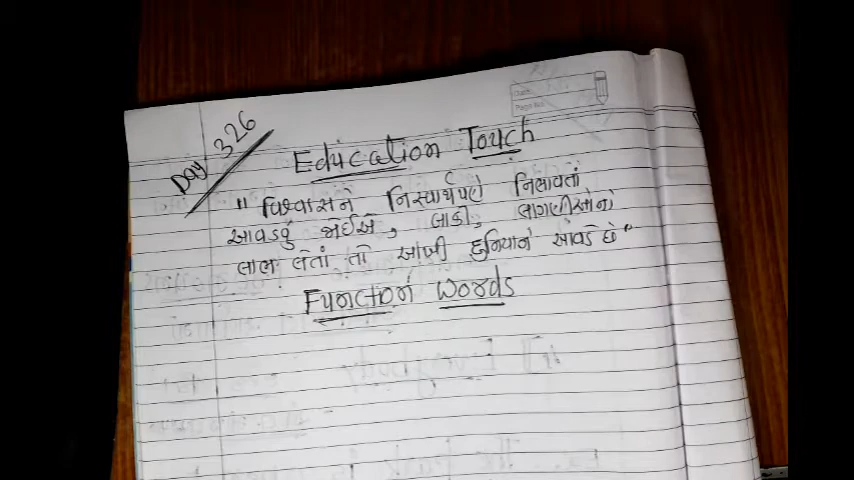 Day 326
Education Touch
" વિશ્વાસને નિસ્વાર્થપણે નિભાવતાં
આવડવું જોઈએ, બાકી, લાગણીઓનો
લાભ લેતાં તો આખી દુનિયાને આવડે છે"
Function words